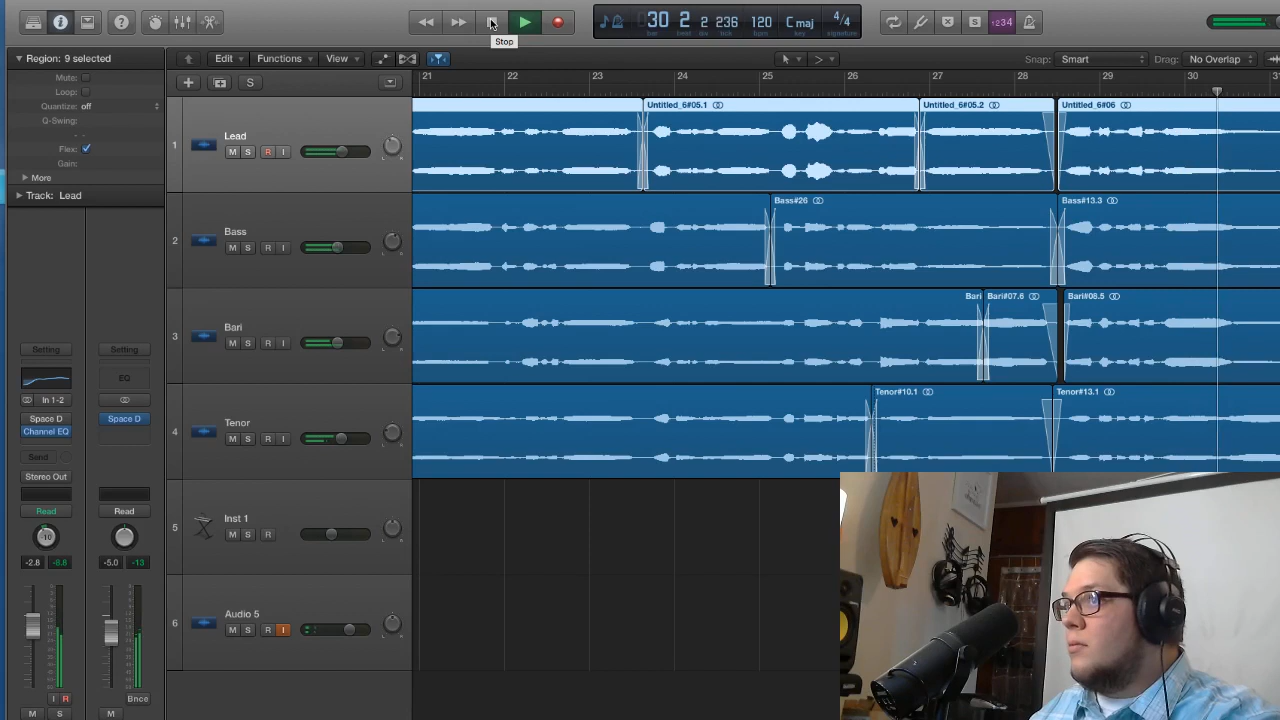 30 2 2 236 120 C maj 4/4
bar beat div tick bpm key signature
1234
Stop
Region: 9 selected
Edit Functions View
Snap: Smart
Drag: No Overlap
Mute:
Loop:
Quantize: off
Q-Swing:
Flex:
Gain:
More
Track: Lead
S
21 22 23 24 25 26 27 28 29 30
1
Lead
M S R I
Untitled_6#05.1
Untitled_6#05.2
Untitled_6#06
2
Bass
M S R I
Bass#26
Bass#13.3
3
Bari
M S R I
Bari
Bari#07.6
Bari#08.5
4
Tenor
M S R I
Tenor#10.1
Tenor#13.1
5
Inst 1
M S R
6
Audio 5
M S R I
Setting Setting
EQ
In 1-2
Space D Space D
Channel EQ
Send
Stereo Out
Read Read
-10
-2.8 -8.8 -5.0 -13
I R Bnce
M S M